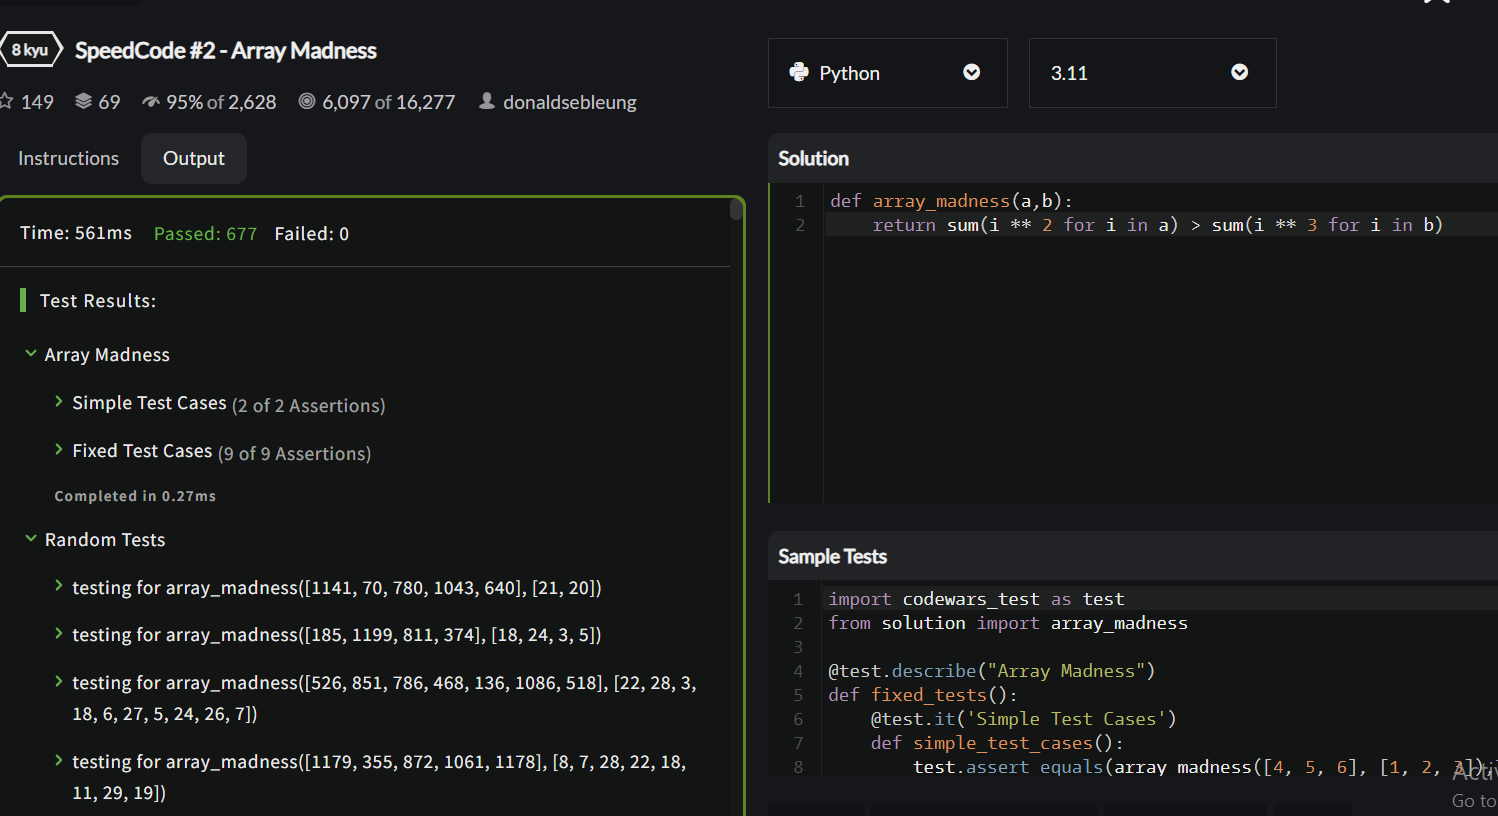 8 kyu SpeedCode #2 - Array Madness
149 69 95% of 2,628 6,097 of 16,277 donaldsebleung
Instructions Output
Time: 561ms Passed: 677 Failed: 0
Test Results:
Array Madness
Simple Test Cases (2 of 2 Assertions)
Fixed Test Cases (9 of 9 Assertions)
Completed in 0.27ms
Random Tests
testing for array_madness([1141, 70, 780, 1043, 640], [21, 20])
testing for array_madness([185, 1199, 811, 374], [18, 24, 3, 5])
testing for array_madness([526, 851, 786, 468, 136, 1086, 518], [22, 28, 3,
18, 6, 27, 5, 24, 26, 7])
testing for array_madness([1179, 355, 872, 1061, 1178], [8, 7, 28, 22, 18,
11, 29, 19])
Python 3.11
Solution
1 def array_madness(a,b):
2 return sum(i ** 2 for i in a) > sum(i ** 3 for i in b)
Sample Tests
1 import codewars_test as test
2 from solution import array_madness
3
4 @test.describe("Array Madness")
5 def fixed_tests():
6 @test.it('Simple Test Cases')
7 def simple_test_cases():
8 test.assert_equals(array_madness([4, 5, 6], [1, 2, 3]),
Go to